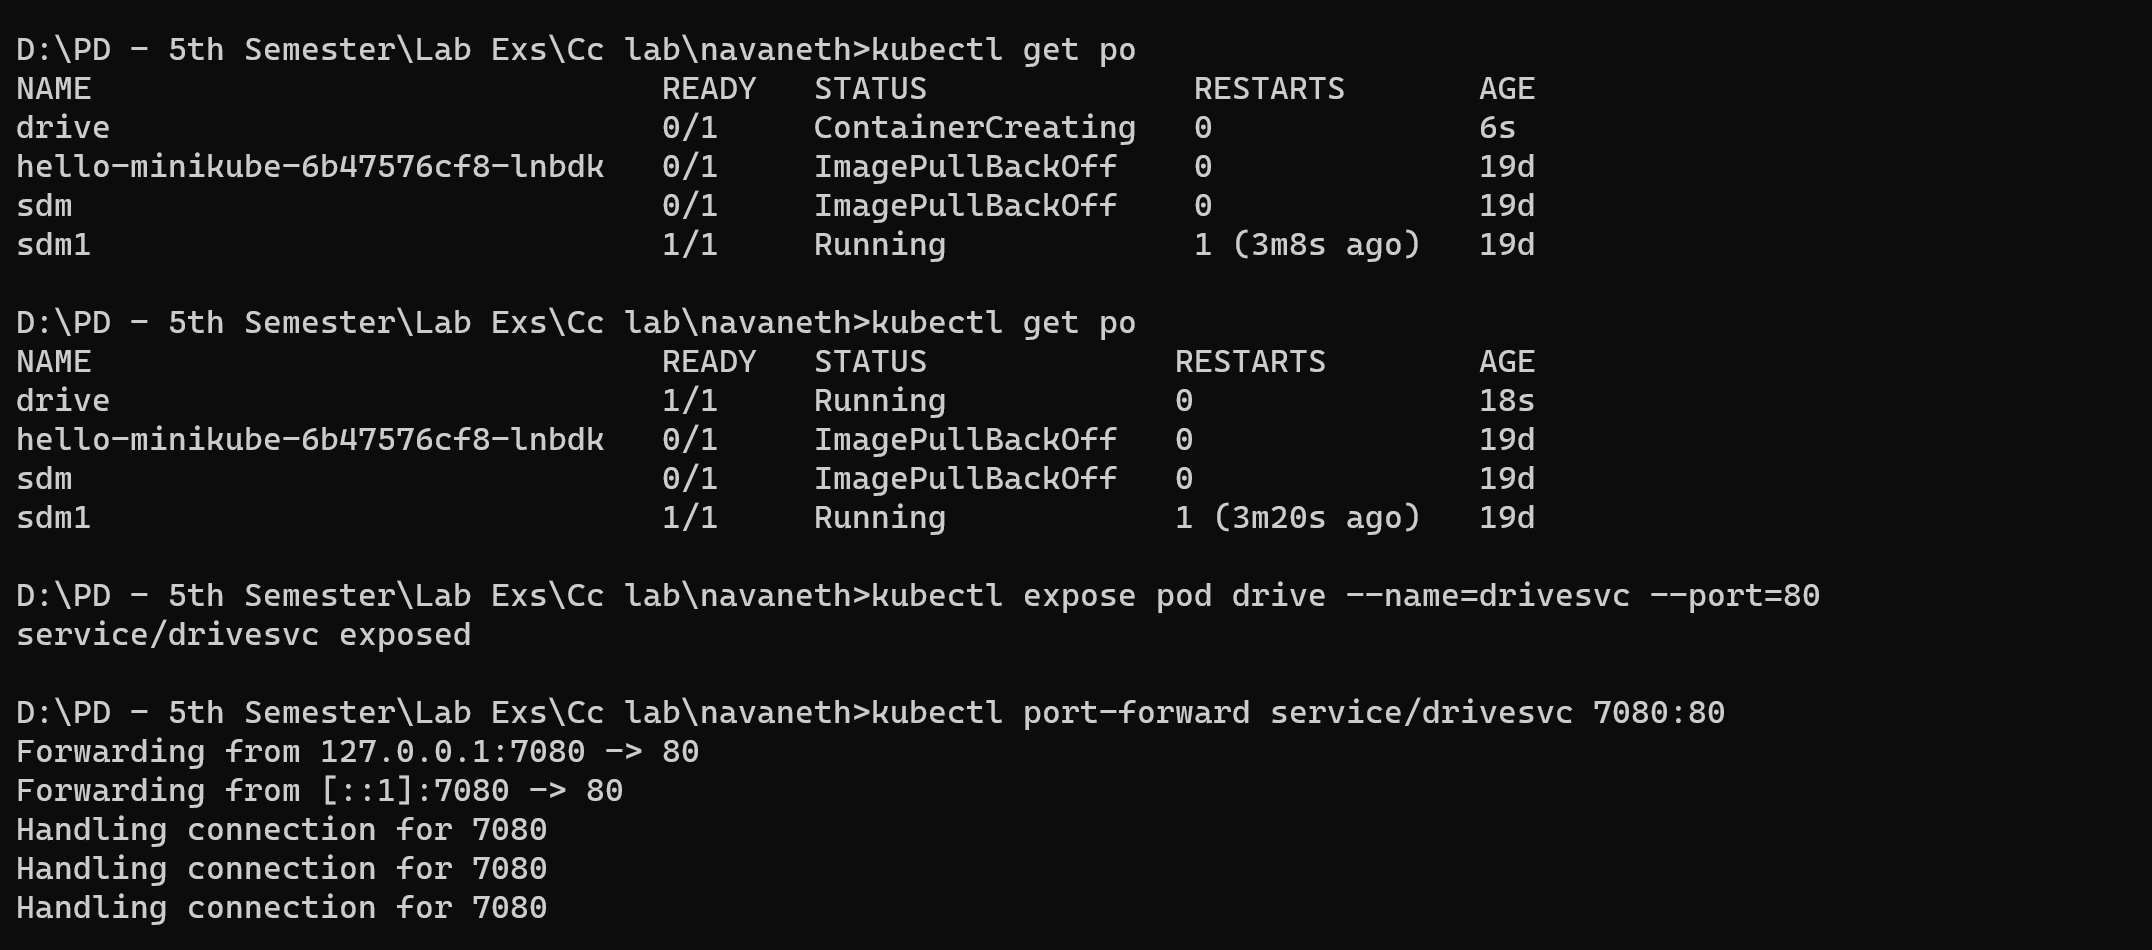 D:\PD - 5th Semester\Lab Exs\Cc lab\navaneth>kubectl get po
NAME                              READY   STATUS              RESTARTS       AGE
drive                             0/1     ContainerCreating   0              6s
hello-minikube-6b47576cf8-lnbdk   0/1     ImagePullBackOff    0              19d
sdm                               0/1     ImagePullBackOff    0              19d
sdm1                              1/1     Running             1 (3m8s ago)   19d
D:\PD - 5th Semester\Lab Exs\Cc lab\navaneth>kubectl get po
NAME                              READY   STATUS             RESTARTS        AGE
drive                             1/1     Running            0               18s
hello-minikube-6b47576cf8-lnbdk   0/1     ImagePullBackOff   0               19d
sdm                               0/1     ImagePullBackOff   0               19d
sdm1                              1/1     Running            1 (3m20s ago)   19d
D:\PD - 5th Semester\Lab Exs\Cc lab\navaneth>kubectl expose pod drive --name=drivesvc --port=80
service/drivesvc exposed
D:\PD - 5th Semester\Lab Exs\Cc lab\navaneth>kubectl port-forward service/drivesvc 7080:80
Forwarding from 127.0.0.1:7080 -> 80
Forwarding from [::1]:7080 -> 80
Handling connection for 7080
Handling connection for 7080
Handling connection for 7080